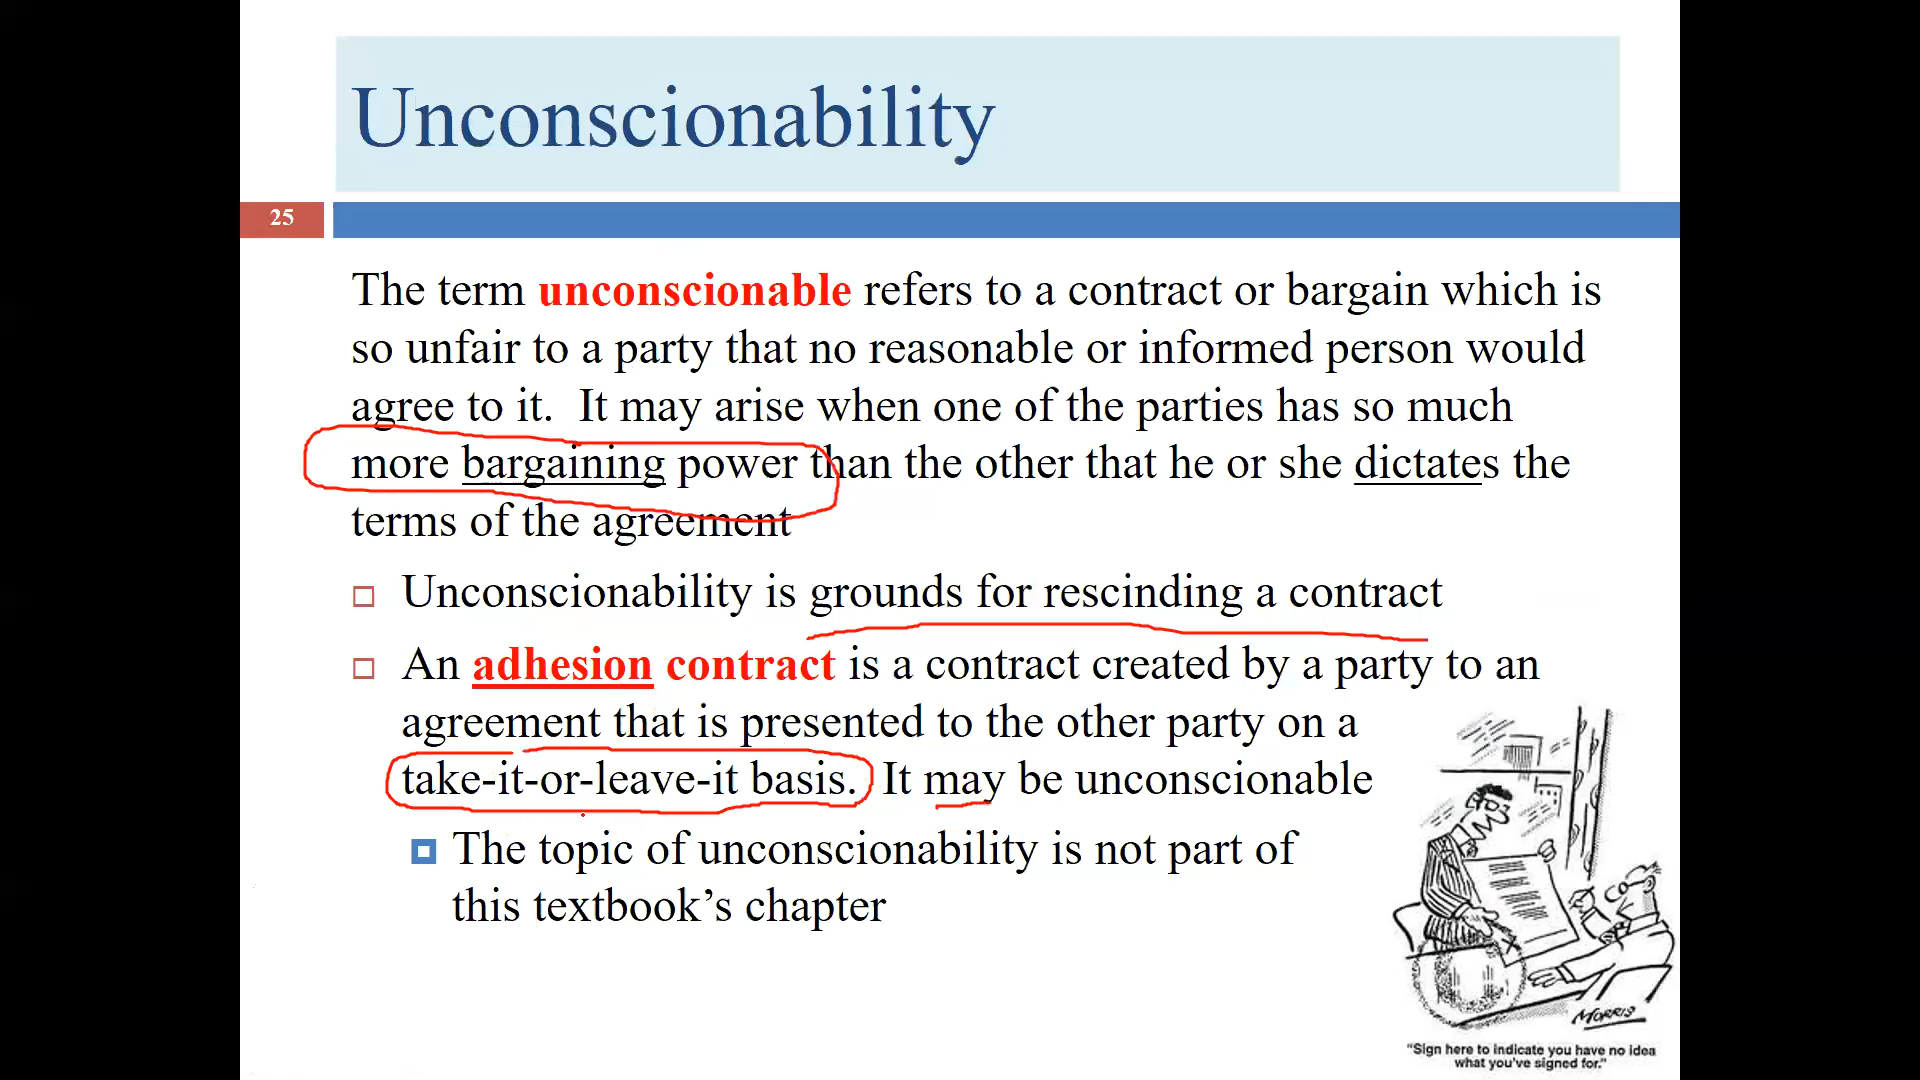 Unconscionability
25
The term unconscionable refers to a contract or bargain which is
so unfair to a party that no reasonable or informed person would
agree to it.  It may arise when one of the parties has so much
more bargaining power than the other that he or she dictates the
terms of the agreement
Unconscionability is grounds for rescinding a contract
An adhesion contract is a contract created by a party to an
agreement that is presented to the other party on a
take-it-or-leave-it basis.  It may be unconscionable
The topic of unconscionability is not part of
this textbook’s chapter
MORRIS
"Sign here to indicate you have no idea
what you've signed for."